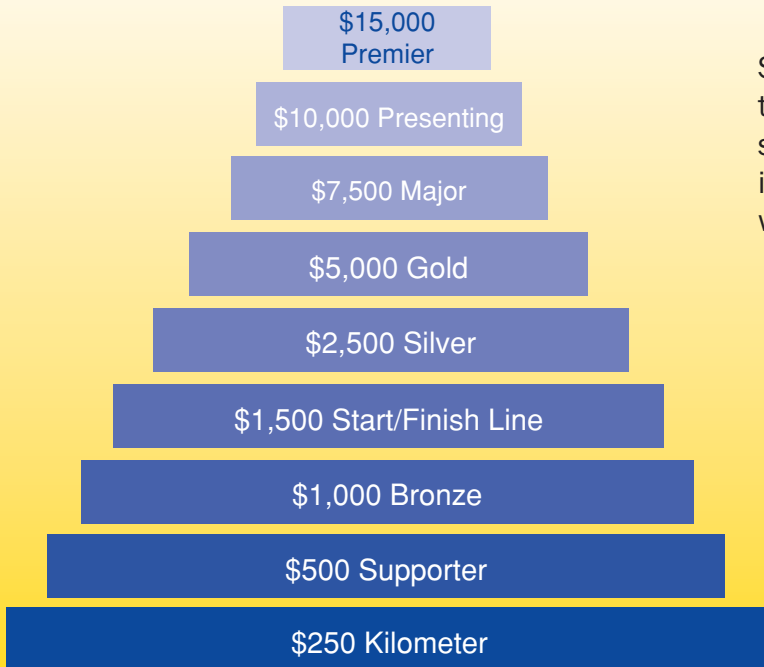 $15,000
Premier
$10,000 Presenting
$7,500 Major
$5,000 Gold
$2,500 Silver
$1,500 Start/Finish Line
$1,000 Bronze
$500 Supporter
$250 Kilometer